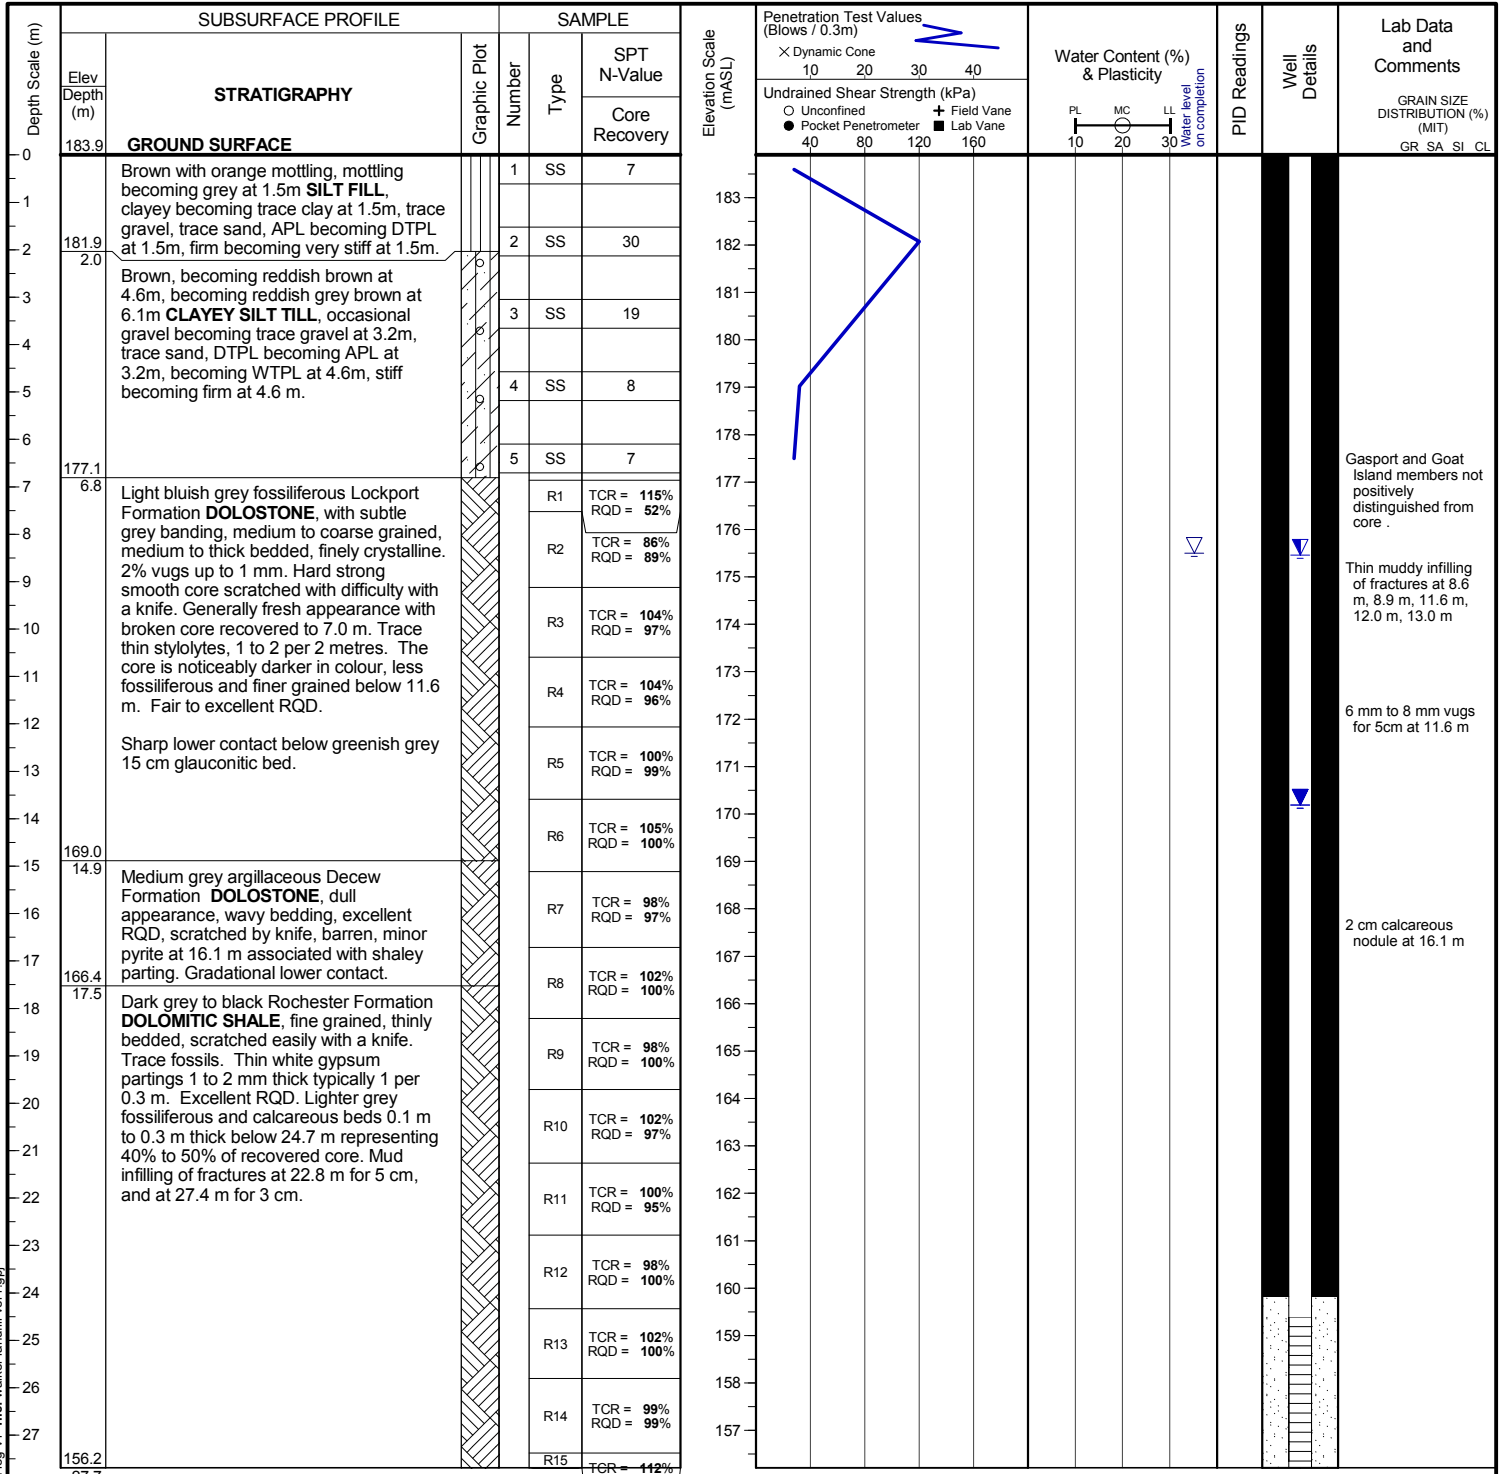 SUBSURFACE PROFILE
SAMPLE
Depth Scale (m)
Elev
Depth
(m)
STRATIGRAPHY
Graphic Plot
Number
Type
SPT
N-Value
Core
Recovery
Elevation Scale
(mASL)
Penetration Test Values
(Blows / 0.3m)
× Dynamic Cone
10 20 30 40
Undrained Shear Strength (kPa)
Unconfined + Field Vane
Pocket Penetrometer Lab Vane
40 80 120 160
Water Content (%)
& Plasticity
PL MC LL
10 20 30
Water level
on completion
PID Readings
Well
Details
Lab Data
and
Comments
GRAIN SIZE
DISTRIBUTION (%)
(MIT)
GR SA SI CL
183.9 GROUND SURFACE
Brown with orange mottling, mottling
becoming grey at 1.5m SILT FILL,
clayey becoming trace clay at 1.5m, trace
gravel, trace sand, APL becoming DTPL
at 1.5m, firm becoming very stiff at 1.5m.
181.9
2.0
Brown, becoming reddish brown at
4.6m, becoming reddish grey brown at
6.1m CLAYEY SILT TILL, occasional
gravel becoming trace gravel at 3.2m,
trace sand, DTPL becoming APL at
3.2m, becoming WTPL at 4.6m, stiff
becoming firm at 4.6 m.
177.1
6.8
Light bluish grey fossiliferous Lockport
Formation DOLOSTONE, with subtle
grey banding, medium to coarse grained,
medium to thick bedded, finely crystalline.
2% vugs up to 1 mm. Hard strong
smooth core scratched with difficulty with
a knife. Generally fresh appearance with
broken core recovered to 7.0 m. Trace
thin stylolytes, 1 to 2 per 2 metres. The
core is noticeably darker in colour, less
fossiliferous and finer grained below 11.6
m. Fair to excellent RQD.
Sharp lower contact below greenish grey
15 cm glauconitic bed.
169.0
14.9
Medium grey argillaceous Decew
Formation DOLOSTONE, dull
appearance, wavy bedding, excellent
RQD, scratched by knife, barren, minor
pyrite at 16.1 m associated with shaley
parting. Gradational lower contact.
166.4
17.5
Dark grey to black Rochester Formation
DOLOMITIC SHALE, fine grained, thinly
bedded, scratched easily with a knife.
Trace fossils. Thin white gypsum
partings 1 to 2 mm thick typically 1 per
0.3 m. Excellent RQD. Lighter grey
fossiliferous and calcareous beds 0.1 m
to 0.3 m thick below 24.7 m representing
40% to 50% of recovered core. Mud
infilling of fractures at 22.8 m for 5 cm,
and at 27.4 m for 3 cm.
156.2
0
1
2
3
4
5
6
7
8
9
10
11
12
13
14
15
16
17
18
19
20
21
22
23
24
25
26
27
1 SS 7
2 SS 30
3 SS 19
4 SS 8
5 SS 7
R1 TCR = 115%
RQD = 52%
R2 TCR = 86%
RQD = 89%
R3 TCR = 104%
RQD = 97%
R4 TCR = 104%
RQD = 96%
R5 TCR = 100%
RQD = 99%
R6 TCR = 105%
RQD = 100%
R7 TCR = 98%
RQD = 97%
R8 TCR = 102%
RQD = 100%
R9 TCR = 98%
RQD = 100%
R10 TCR = 102%
RQD = 97%
R11 TCR = 100%
RQD = 95%
R12 TCR = 98%
RQD = 100%
R13 TCR = 102%
RQD = 100%
R14 TCR = 99%
RQD = 99%
R15 TCR = 112%
183
182
181
180
179
178
177
176
175
174
173
172
171
170
169
168
167
166
165
164
163
162
161
160
159
158
157
Gasport and Goat
Island members not
positively
distinguished from
core .
Thin muddy infilling
of fractures at 8.6
m, 8.9 m, 11.6 m,
12.0 m, 13.0 m
6 mm to 8 mm vugs
for 5cm at 11.6 m
2 cm calcareous
nodule at 16.1 m